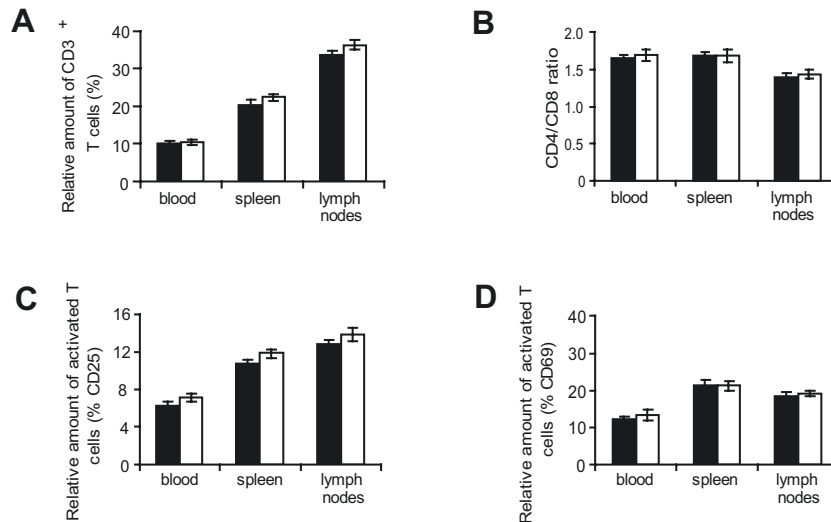 A
Relative amount of CD3 +
T cells (%)
40
30
20
10
0
blood
spleen
lymph
nodes
B
CD4/CD8 ratio
2.0
1.5
1.0
0.5
0
blood
spleen
lymph
nodes
C
Relative amount of activated T
cells (% CD25)
16
12
8
4
0
blood
spleen
lymph
nodes
D
Relative amount of activated T
cells (% CD69)
40
30
20
10
0
blood
spleen
lymph
nodes